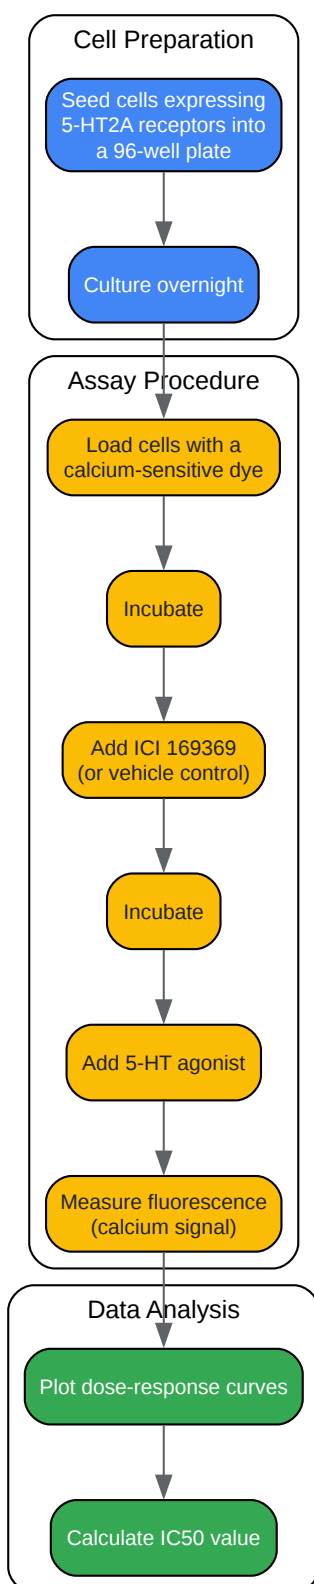 Cell Preparation
Seed cells expressing
5-HT2A receptors into
a 96-well plate
Culture overnight
Assay Procedure
Load cells with a
calcium-sensitive dye
Incubate
Add ICI 169369
(or vehicle control)
Incubate
Add 5-HT agonist
Measure fluorescence
(calcium signal)
Data Analysis
Plot dose-response curves
Calculate IC50 value